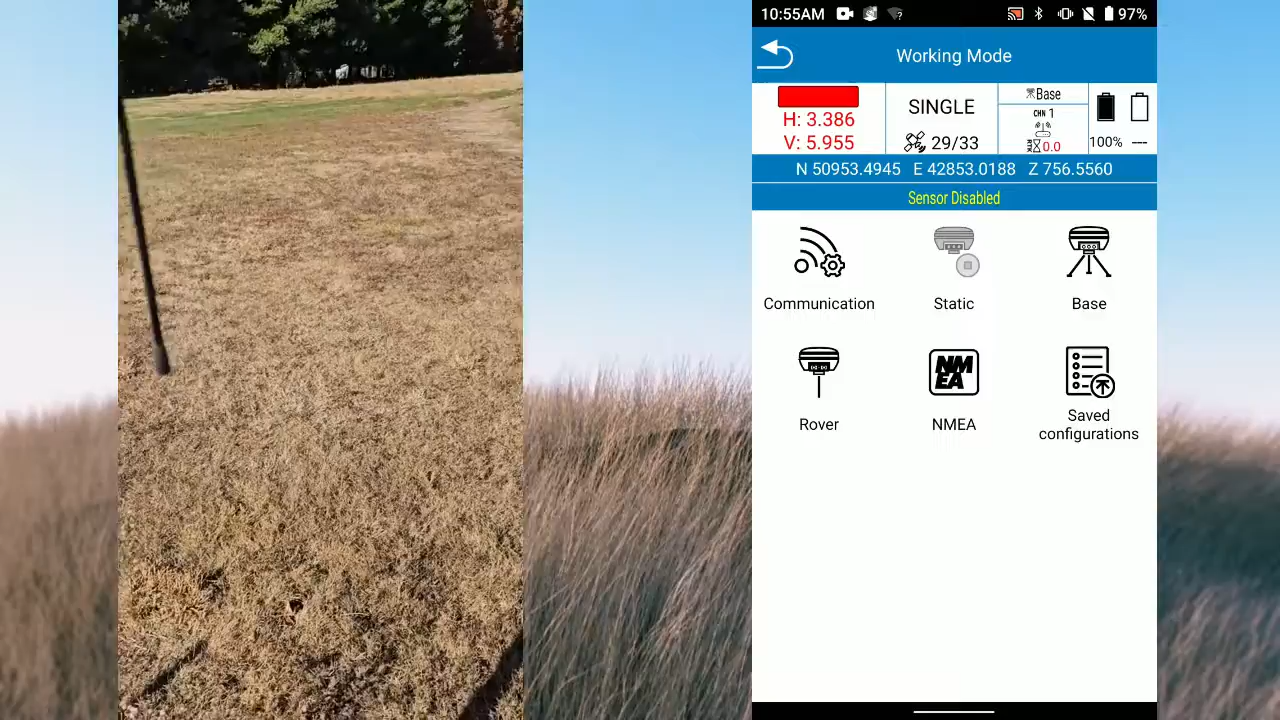 10:55AM
97%
Working Mode
H: 3.386
V: 5.955
SINGLE
29/33
Base
CHN 1
0.0
100%
---
N 50953.4945 E 42853.0188 Z 756.5560
Sensor Disabled
Communication
Static
Base
Rover
NMEA
NMEA
Saved
configurations